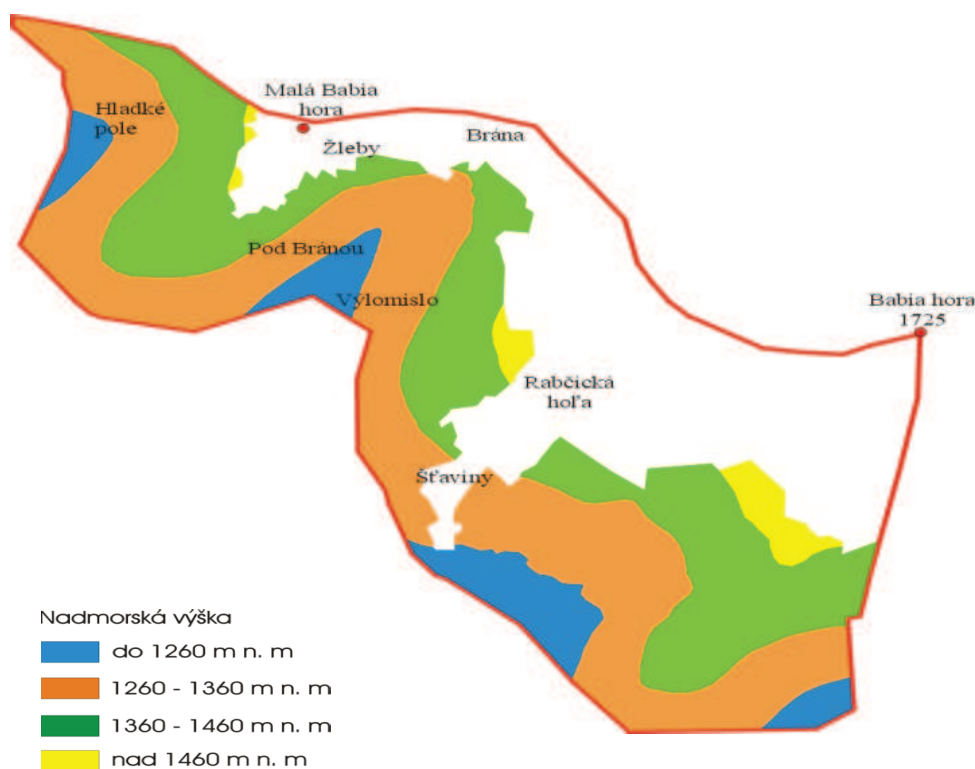 Malá Babia
hora
Hladké
pole
Brána
Žleby
Pod Bránou
Výlomislo
Babia hora
1725
Rabčická
hoľa
Šťaviny
Nadmorská výška
do 1260 m n. m
1260 - 1360 m n. m
1360 - 1460 m n. m
nad 1460 m n. m